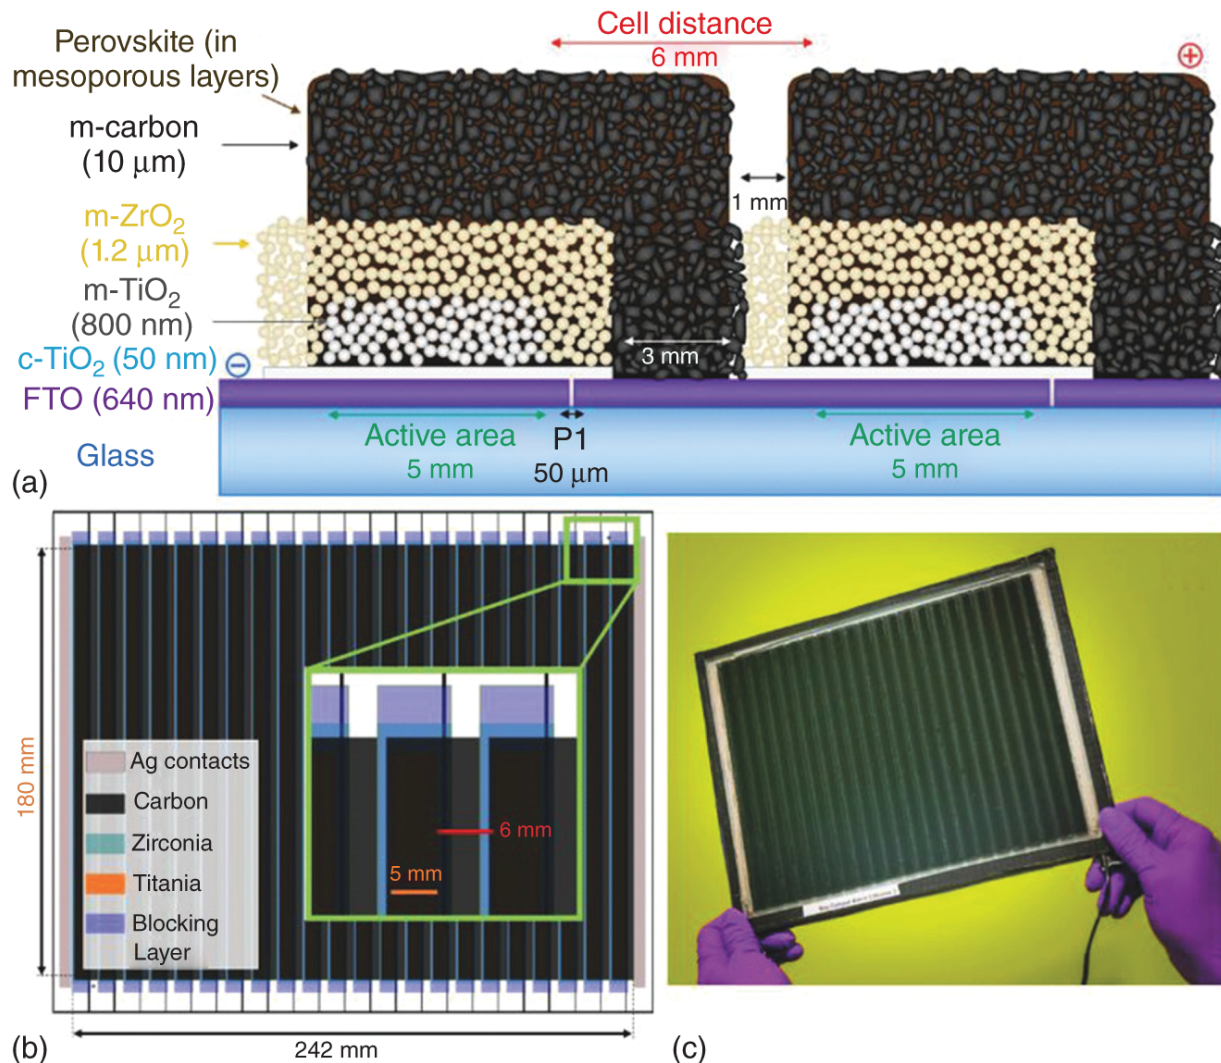 Cell distance
6 mm
Perovskite (in
mesoporous layers)
m-carbon
(10 μm)
1 mm
m-ZrO₂
(1.2 μm)
m-TiO₂
(800 nm)
3 mm
c-TiO₂ (50 nm)
FTO (640 nm)
Active area
5 mm
P1
50 μm
Active area
5 mm
Glass
(a)
180 mm
Ag contacts
Carbon
Zirconia
Titania
Blocking
Layer
6 mm
5 mm
242 mm
(b)
(c)